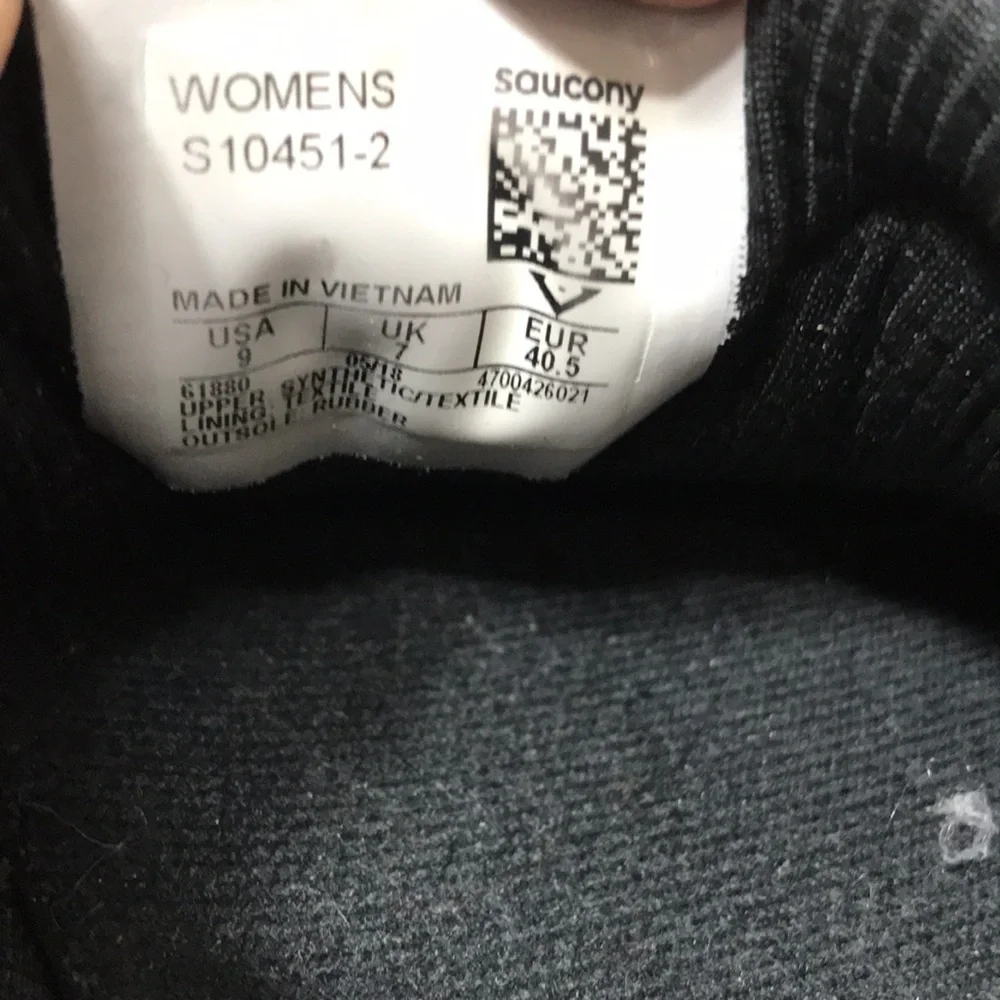 WOMENS
S10451-2
saucony
MADE IN VIETNAM
USA UK EUR
9 7 40.5
61880 05/18 4700426021
UPPER SYNTHETIC/TEXTILE
LINING TEXTILE
OUTSOLE RUBBER